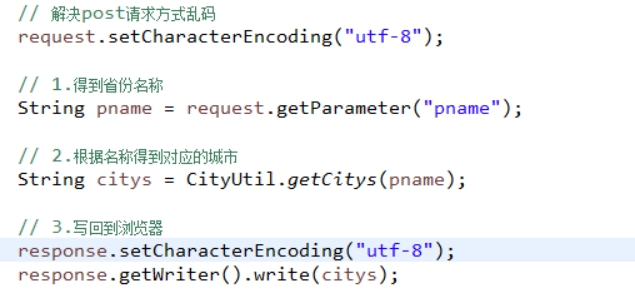 // 解决post请求方式乱码
request.setCharacterEncoding("utf-8");
// 1.得到省份名称
String pname = request.getParameter("pname");
// 2.根据名称得到对应的城市
String citys = CityUtil.getCitys(pname);
// 3.写回到浏览器
response.setCharacterEncoding("utf-8");
response.getWriter().write(citys);